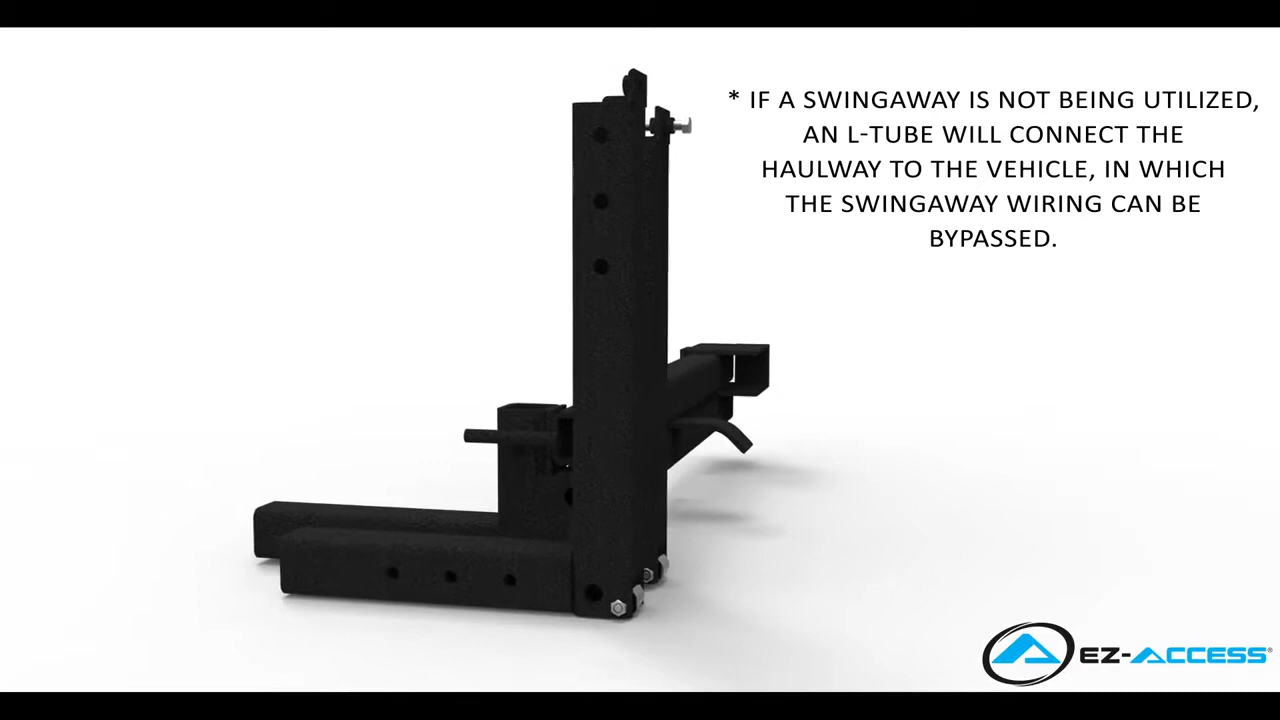 * IF A SWINGAWAY IS NOT BEING UTILIZED,
AN L-TUBE WILL CONNECT THE
HAULWAY TO THE VEHICLE, IN WHICH
THE SWINGAWAY WIRING CAN BE
BYPASSED.
EZ-ACCESS®